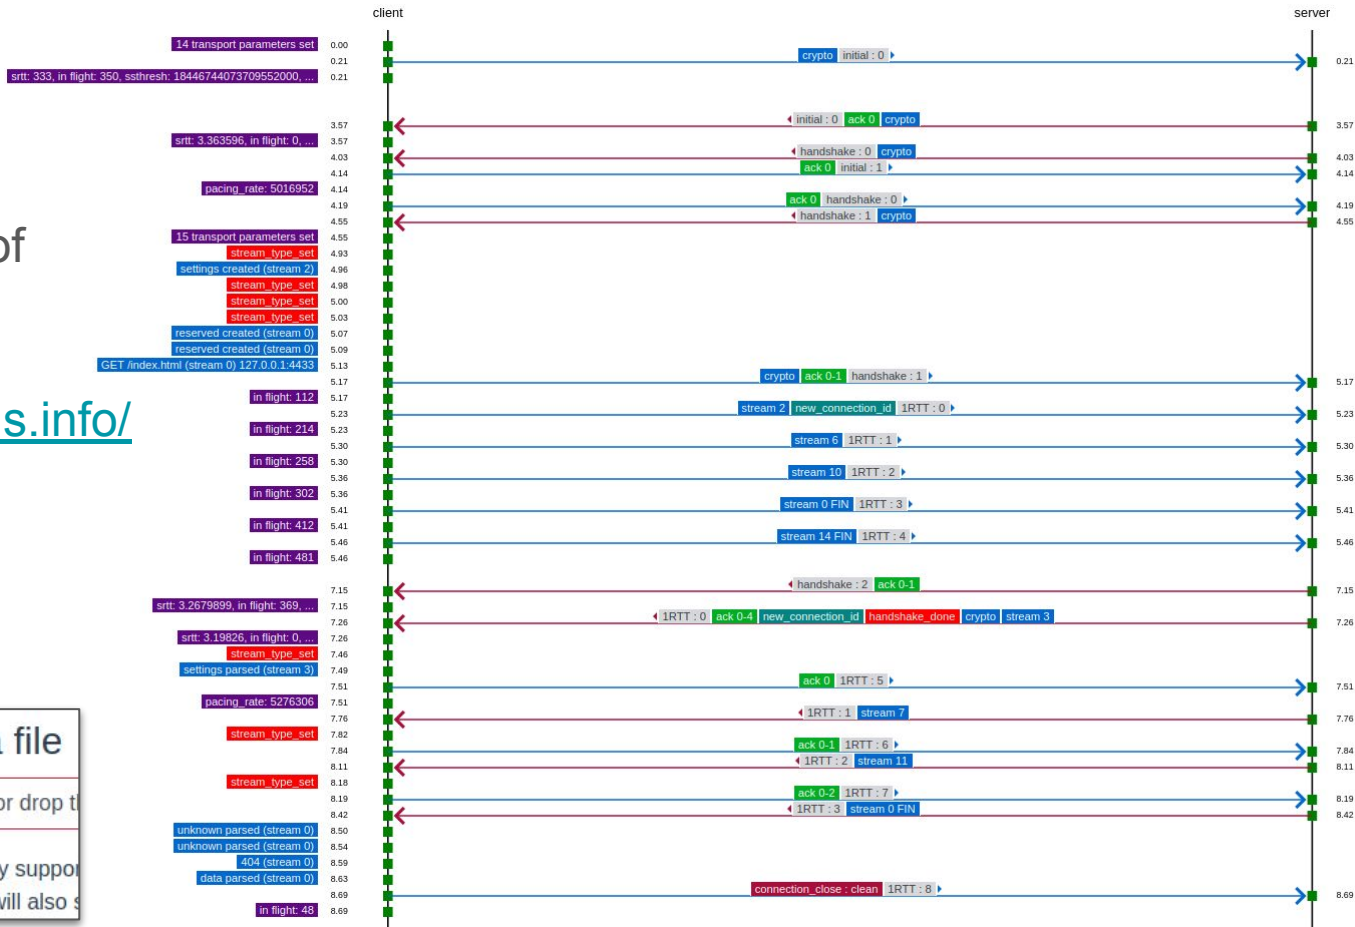 client server
14 transport parameters set 0.00
0.21 crypto initial : 0 0.21
srtt: 333, in flight: 350, ssthresh: 18446744073709552000, ... 0.21
3.57 initial : 0 ack 0 crypto 3.57
srtt: 3.363596, in flight: 0, ... 3.57
4.03 handshake : 0 crypto 4.03
4.14 ack 0 initial : 1 4.14
pacing_rate: 5016952 4.14
4.19 ack 0 handshake : 0 4.19
4.55 handshake : 1 crypto 4.55
15 transport parameters set 4.55
of
stream_type_set 4.93
settings created (stream 2) 4.96
stream_type_set 4.98
stream_type_set 5.00
stream_type_set 5.03
reserved created (stream 0) 5.07
reserved created (stream 0) 5.09
GET /index.html (stream 0) 127.0.0.1:4433 5.13
5.17 crypto ack 0-1 handshake : 1 5.17
in flight: 112 5.17
5.23 stream 2 new_connection_id 1RTT : 0 5.23
s.info/
in flight: 214 5.23
5.30 stream 6 1RTT : 1 5.30
in flight: 258 5.30
5.36 stream 10 1RTT : 2 5.36
in flight: 302 5.36
5.41 stream 0 FIN 1RTT : 3 5.41
in flight: 412 5.41
5.46 stream 14 FIN 1RTT : 4 5.46
in flight: 481 5.46
7.15 handshake : 2 ack 0-1 7.15
srtt: 3.2679899, in flight: 369, ... 7.15
7.26 1RTT : 0 ack 0-4 new_connection_id handshake_done crypto stream 3 7.26
srtt: 3.19826, in flight: 0, ... 7.26
stream_type_set 7.46
settings parsed (stream 3) 7.49
7.51 ack 0 1RTT : 5 7.51
pacing_rate: 5276306 7.51
7.76 1RTT : 1 stream 7 7.76
stream_type_set 7.82
file
7.84 ack 0-1 1RTT : 6 7.84
8.11 1RTT : 2 stream 11 8.11
stream_type_set 8.18
8.19 ack 0-2 1RTT : 7 8.19
or drop
8.42 1RTT : 3 stream 0 FIN 8.42
unknown parsed (stream 0) 8.50
unknown parsed (stream 0) 8.54
404 (stream 0) 8.59
y suppor
data parsed (stream 0) 8.63
8.69 connection_close : clean 1RTT : 8 8.69
will also
in flight: 48 8.69